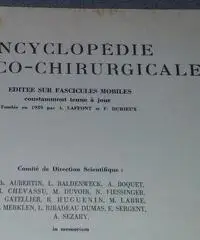 NCYCLOPÉDIE
CO-CHIRURGICALE
EDITEE SUR FASCICULES MOBILES
constamment tenue à jour
Fondée en 1929 par A. LAFFONT et F. DURIEUX
Comité de Direction Scientifique :
h. AUBERTIN, L. BALDENWECK, A. BOQUET,
CHEVASSU, M. DUVOIR, N. FIESSINGER,
GATELLIER, R. HUGUENIN, M. LABBE,
MERKLEN, L. RIBADEAU DUMAS, E. SERGENT,
A. SEZARY,
in memoriam